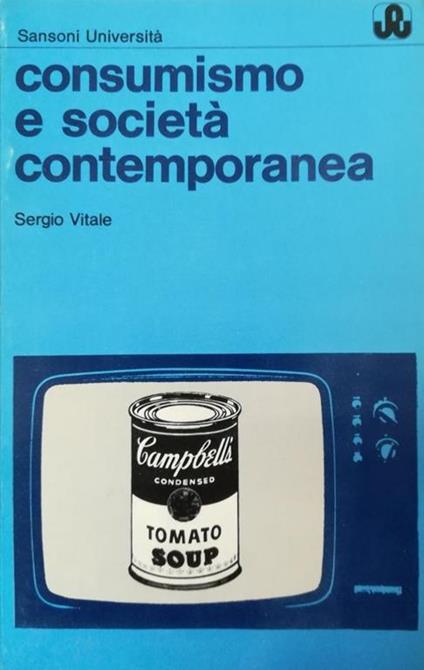 Sansoni Università
consumismo
e società
contemporanea
Sergio Vitale
Campbell's
CONDENSED
TOMATO
SOUP